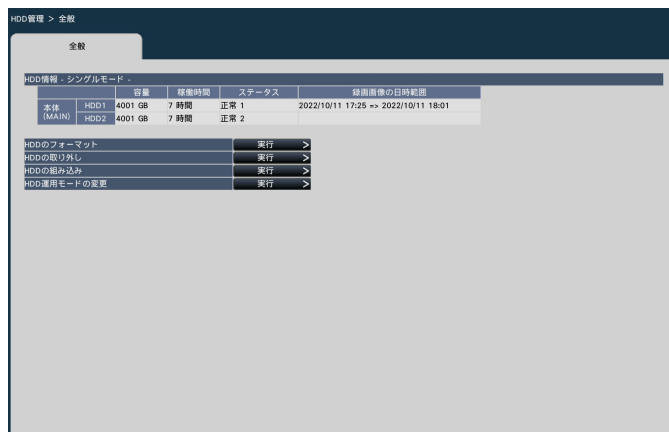 HDD管理 > 全般
全般
HDD情報 - シングルモード -
容量 稼働時間 ステータス 録画画像の日時範囲
本体 (MAIN) HDD1 4001 GB 7 時間 正常 1 2022/10/11 17:25 => 2022/10/11 18:01
HDD2 4001 GB 7 時間 正常 2
HDDのフォーマット 実行 >
HDDの取り外し 実行 >
HDDの組み込み 実行 >
HDD運用モードの変更 実行 >